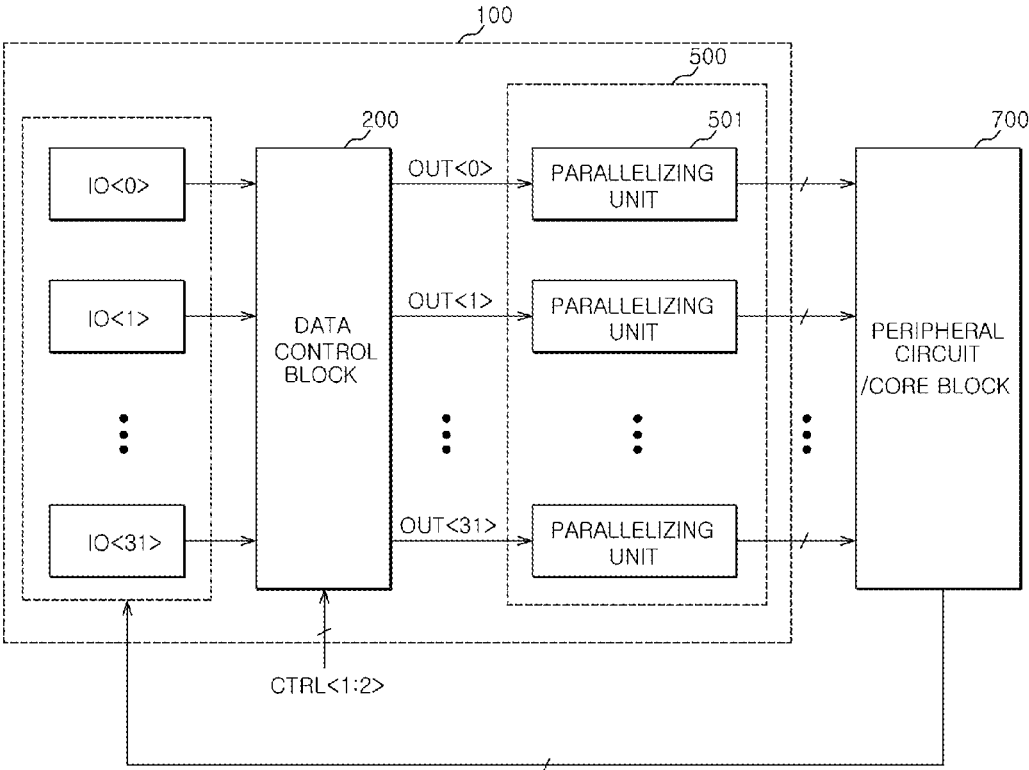 100
500
200
501
700
IO<0>
OUT<0>
PARALLELIZING
UNIT
IO<1>
OUT<1>
PARALLELIZING
UNIT
DATA
CONTROL
BLOCK
PERIPHERAL
CIRCUIT
/CORE BLOCK
IO<31>
OUT<31>
PARALLELIZING
UNIT
CTRL<1:2>